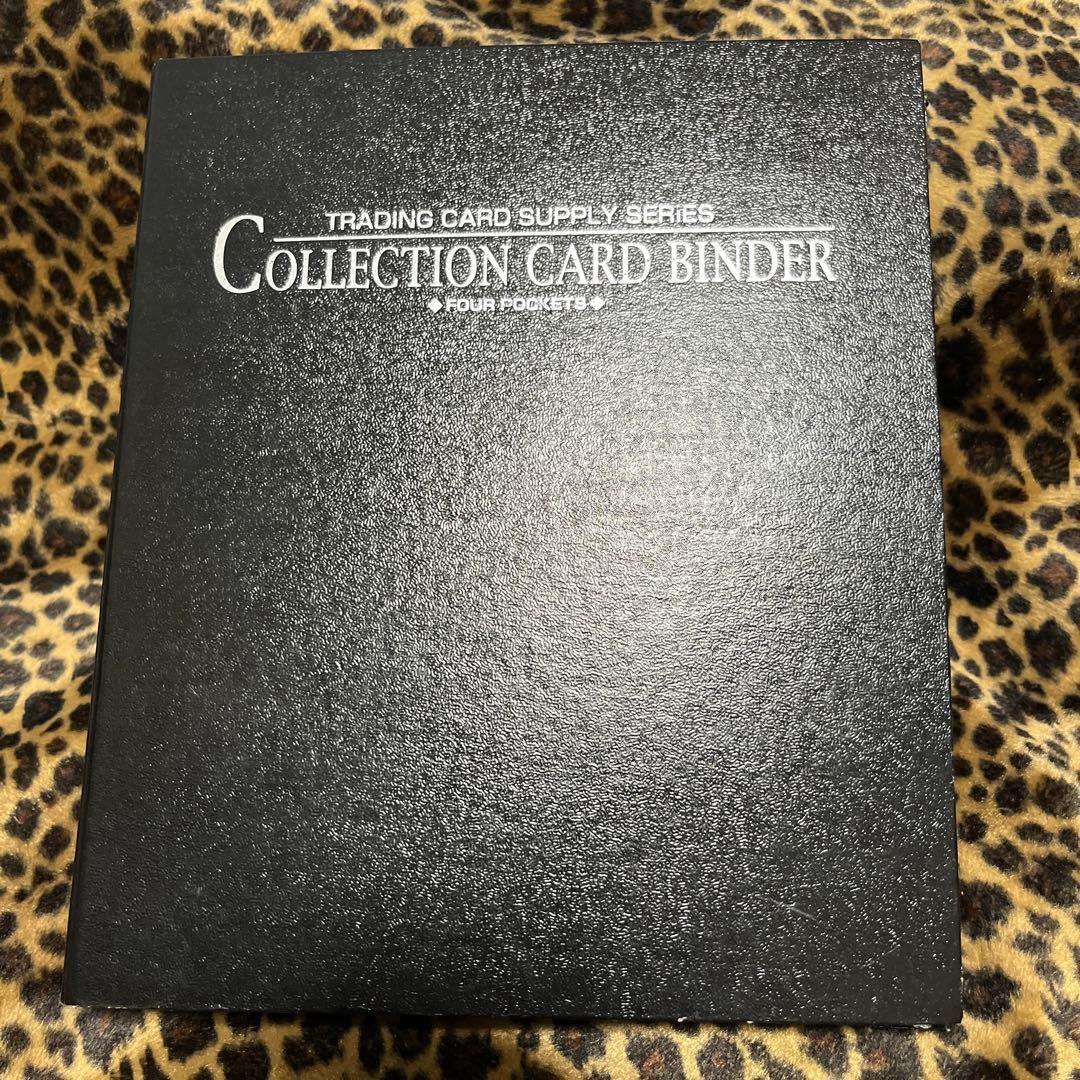 TRADING CARD SUPPLY SERIES
COLLECTION CARD BINDER
◆FOUR POCKETS◆